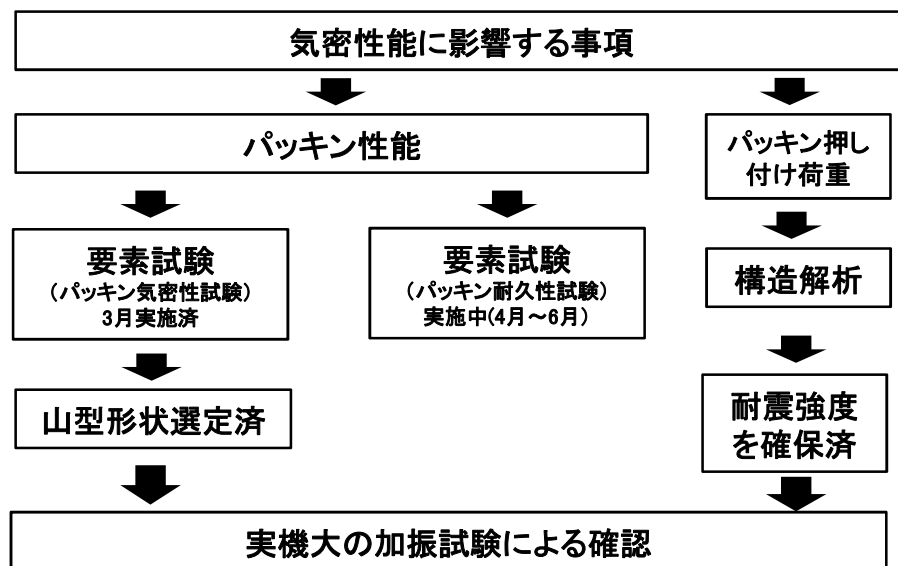 気密性能に影響する事項
パッキン性能
パッキン押し
付け荷重
要素試験
（パッキン気密性試験）
3月実施済
要素試験
（パッキン耐久性試験）
実施中(4月～6月)
構造解析
山型形状選定済
耐震強度
を確保済
実機大の加振試験による確認